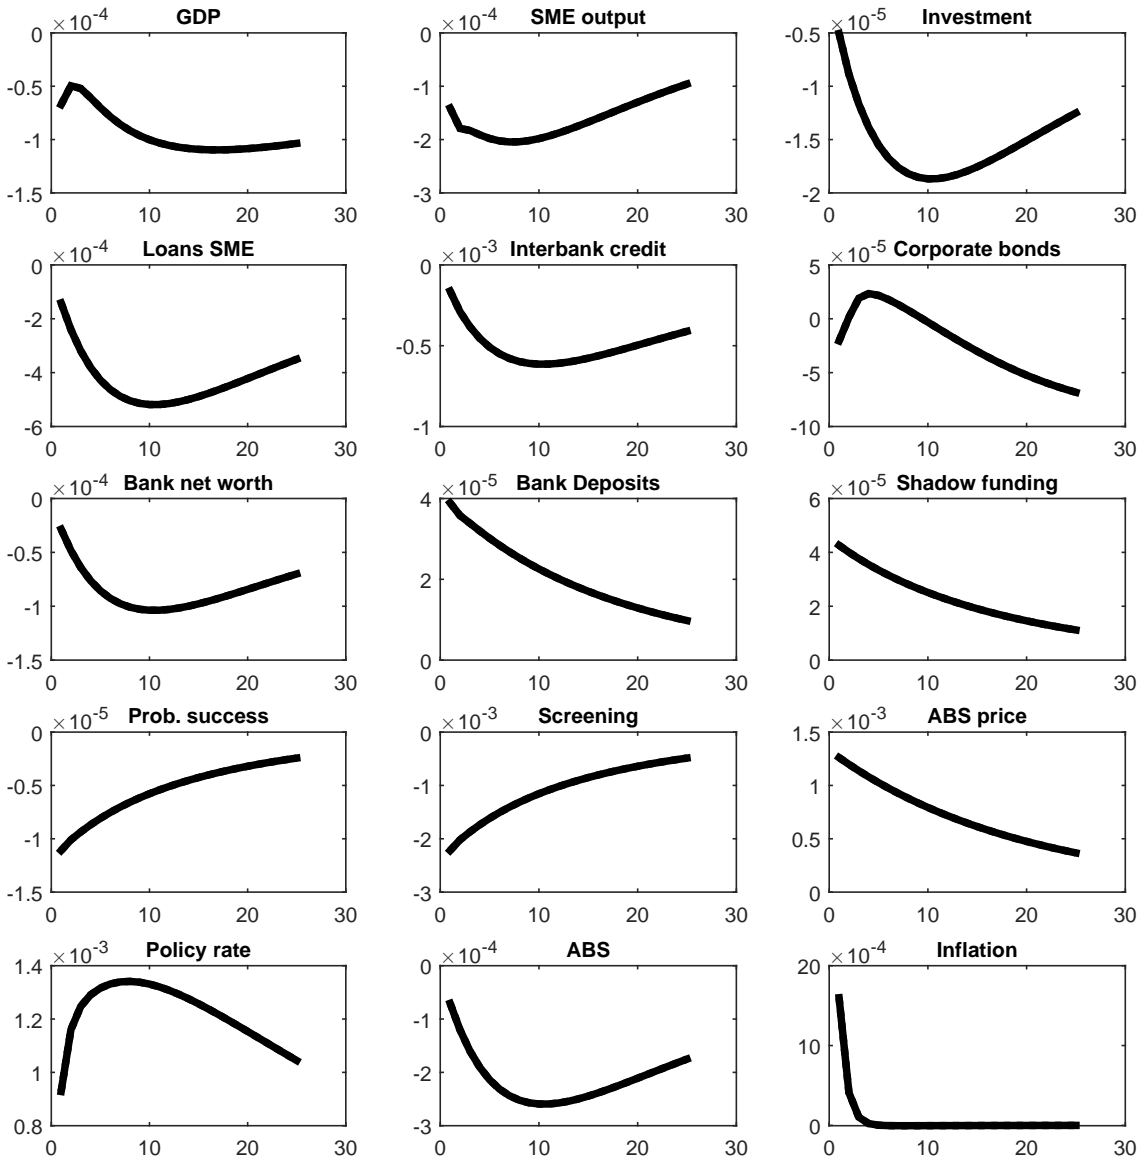 GDP SME output Investment
×10-4 ×10-4 ×10-5
0 0 -0.5
-0.5 -1 -1
-1 -2 -1.5
-1.5 -3 -2
0 10 20 30 0 10 20 30 0 10 20 30
Loans SME Interbank credit Corporate bonds
×10-4 ×10-3 ×10-5
0 0 5
-2 -0.5 0
-4 -1 -5
-6 -10
0 10 20 30 0 10 20 30 0 10 20 30
Bank net worth Bank Deposits Shadow funding
×10-4 ×10-5 ×10-5
0 4 6
-0.5 2 4
-1 0 2
-1.5 0
0 10 20 30 0 10 20 30 0 10 20 30
Prob. success Screening ABS price
×10-5 ×10-3 ×10-3
0 0 1.5
-0.5 -1 1
-1 -2 0.5
-1.5 -3 0
0 10 20 30 0 10 20 30 0 10 20 30
Policy rate ABS Inflation
×10-3 ×10-4 ×10-4
1.4 0 20
1.2 -1 10
1 -2 0
0.8 -3
0 10 20 30 0 10 20 30 0 10 20 30